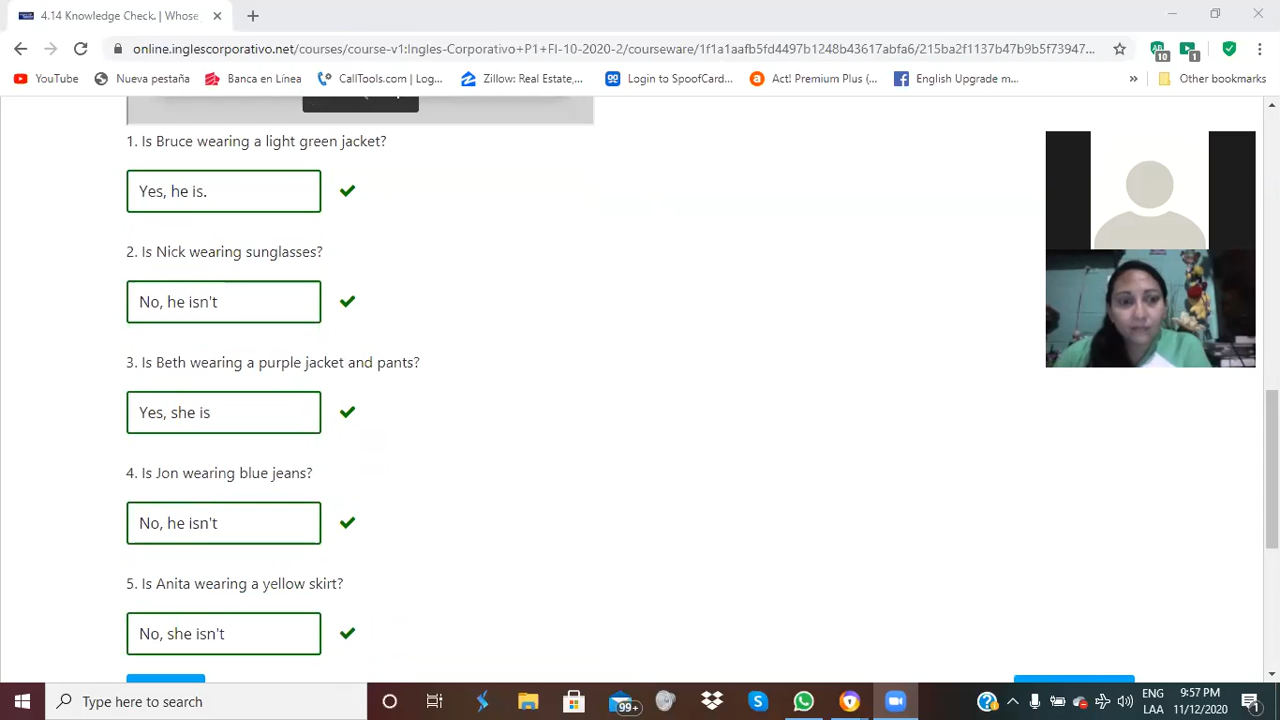 4.14 Knowledge Check. | Whose
online.inglescorporativo.net/courses/course-v1:Ingles-Corporativo+P1+FI-10-2020-2/courseware/1f1a1aafb5fd4497b1248b43617abfa6/215ba2f1137b47b9b5f73947...
10
1
YouTube
Nueva pestaña
Banca en Línea
CallTools.com | Log...
Zillow: Real Estate,...
Login to SpoofCard...
Act! Premium Plus (...
English Upgrade m...
»
Other bookmarks
1. Is Bruce wearing a light green jacket?
Yes, he is.
2. Is Nick wearing sunglasses?
No, he isn't
3. Is Beth wearing a purple jacket and pants?
Yes, she is
4. Is Jon wearing blue jeans?
No, he isn't
5. Is Anita wearing a yellow skirt?
No, she isn't
Type here to search
99+
ENG
LAA
9:57 PM
11/12/2020
1